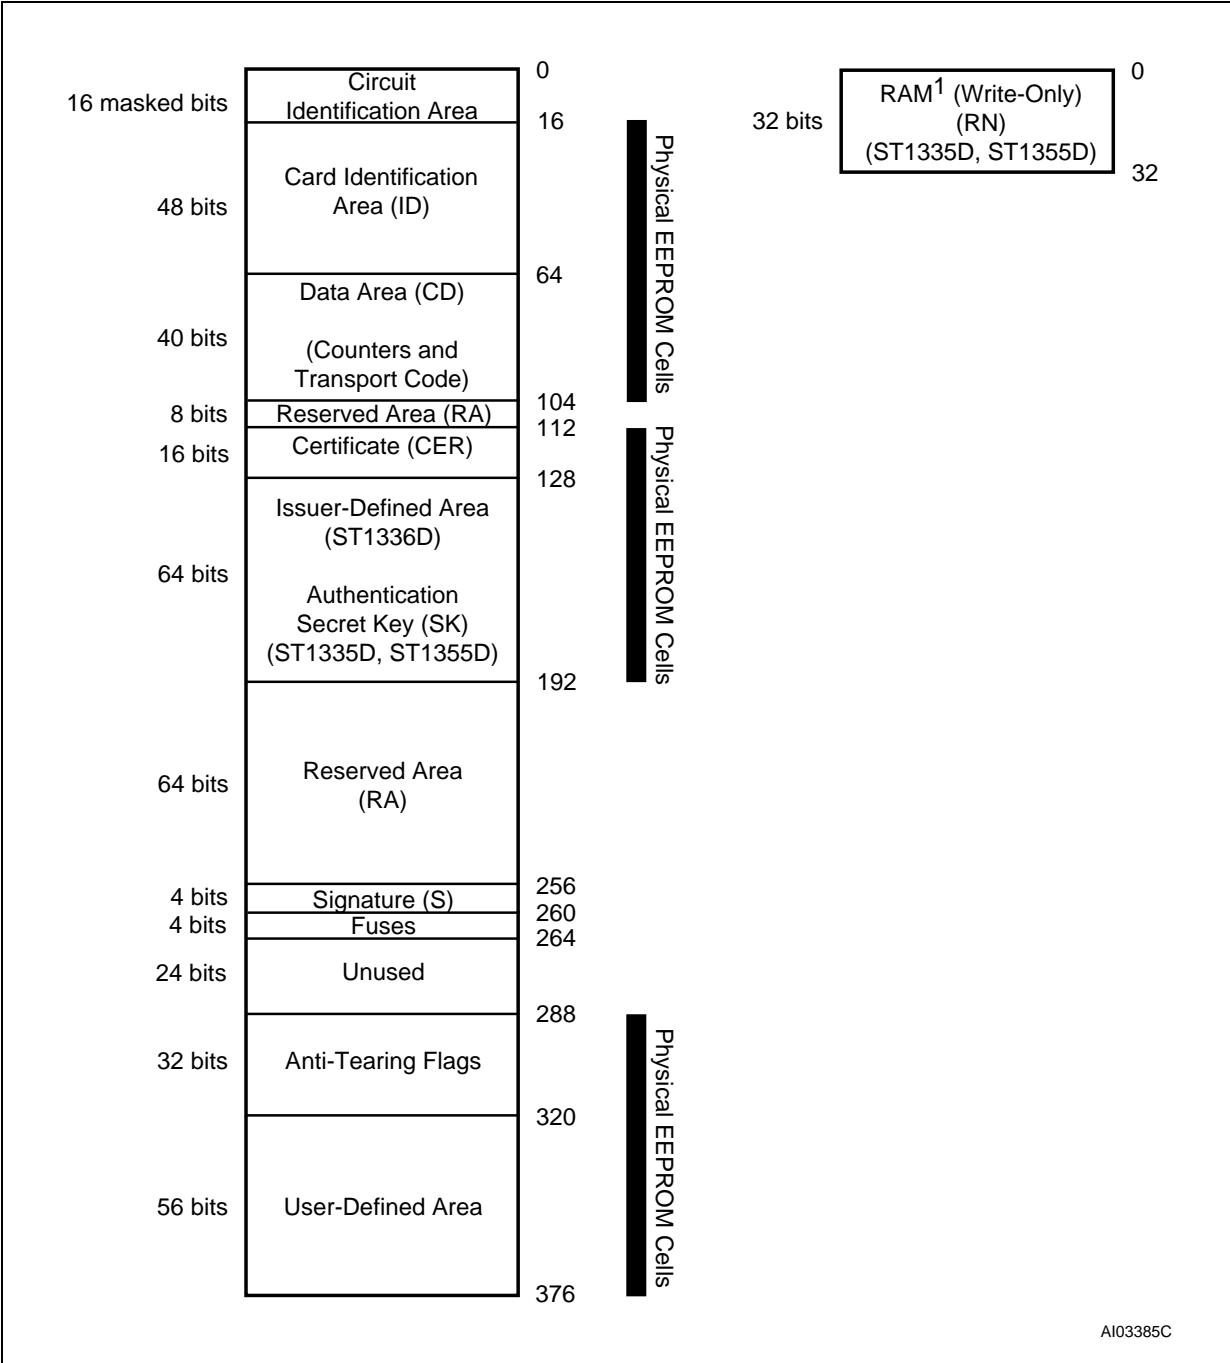 0
Circuit
Identification Area
16 masked bits
16
Card Identification
Area (ID)
48 bits
64
Data Area (CD)
(Counters and
Transport Code)
40 bits
104
Reserved Area (RA)
8 bits
112
Certificate (CER)
16 bits
128
Issuer-Defined Area
(ST1336D)
Authentication
Secret Key (SK)
(ST1335D, ST1355D)
64 bits
192
Reserved Area
(RA)
64 bits
256
Signature (S)
4 bits
260
Fuses
4 bits
264
Unused
24 bits
288
Anti-Tearing Flags
32 bits
320
User-Defined Area
56 bits
376
Physical EEPROM Cells
Physical EEPROM Cells
Physical EEPROM Cells
0
RAM1 (Write-Only)
(RN)
(ST1335D, ST1355D)
32 bits
32
AI03385C